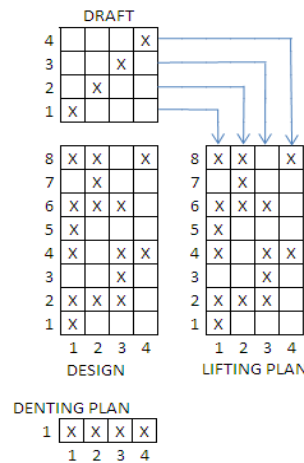 DRAFT
4 X
3 X
2 X
1 X
8 X X X 8 X X X
7 X 7 X
6 X X X 6 X X X
5 X 5 X
4 X X X 4 X X X
3 X 3 X
2 X X X 2 X X X
1 X 1 X
1 2 3 4 1 2 3 4
DESIGN LIFTING PLAN
DENTING PLAN
1 X X X X
1 2 3 4